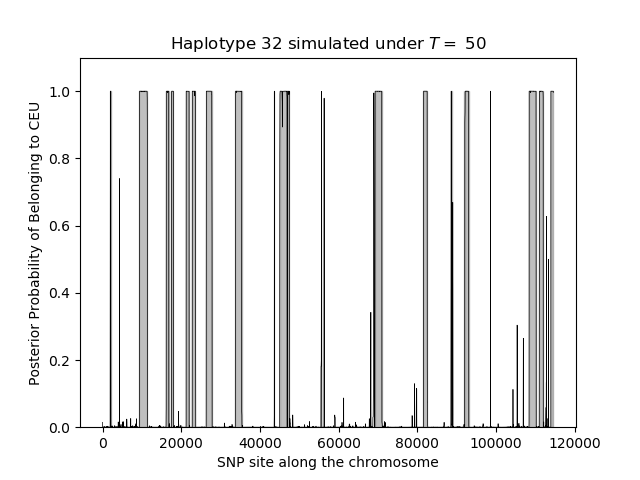 Haplotype 32 simulated under T = 50
Posterior Probability of Belonging to CEU
1.0
0.8
0.6
0.4
0.2
0.0
0 20000 40000 60000 80000 100000 120000
SNP site along the chromosome